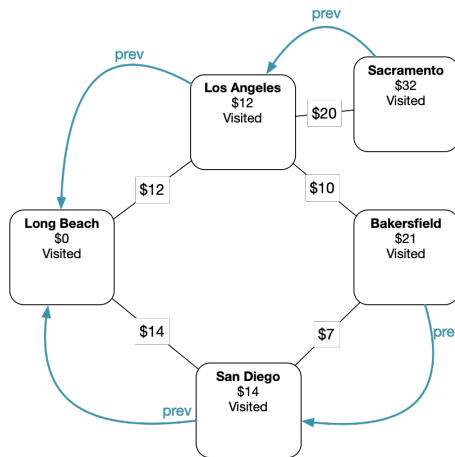 prev
prev
Los Angeles
$12
Visited
Sacramento
$32
Visited
$20
$12
$10
Long Beach
$0
Visited
Bakersfield
$21
Visited
$14
$7
pre
San Diego
$14
Visited
prev